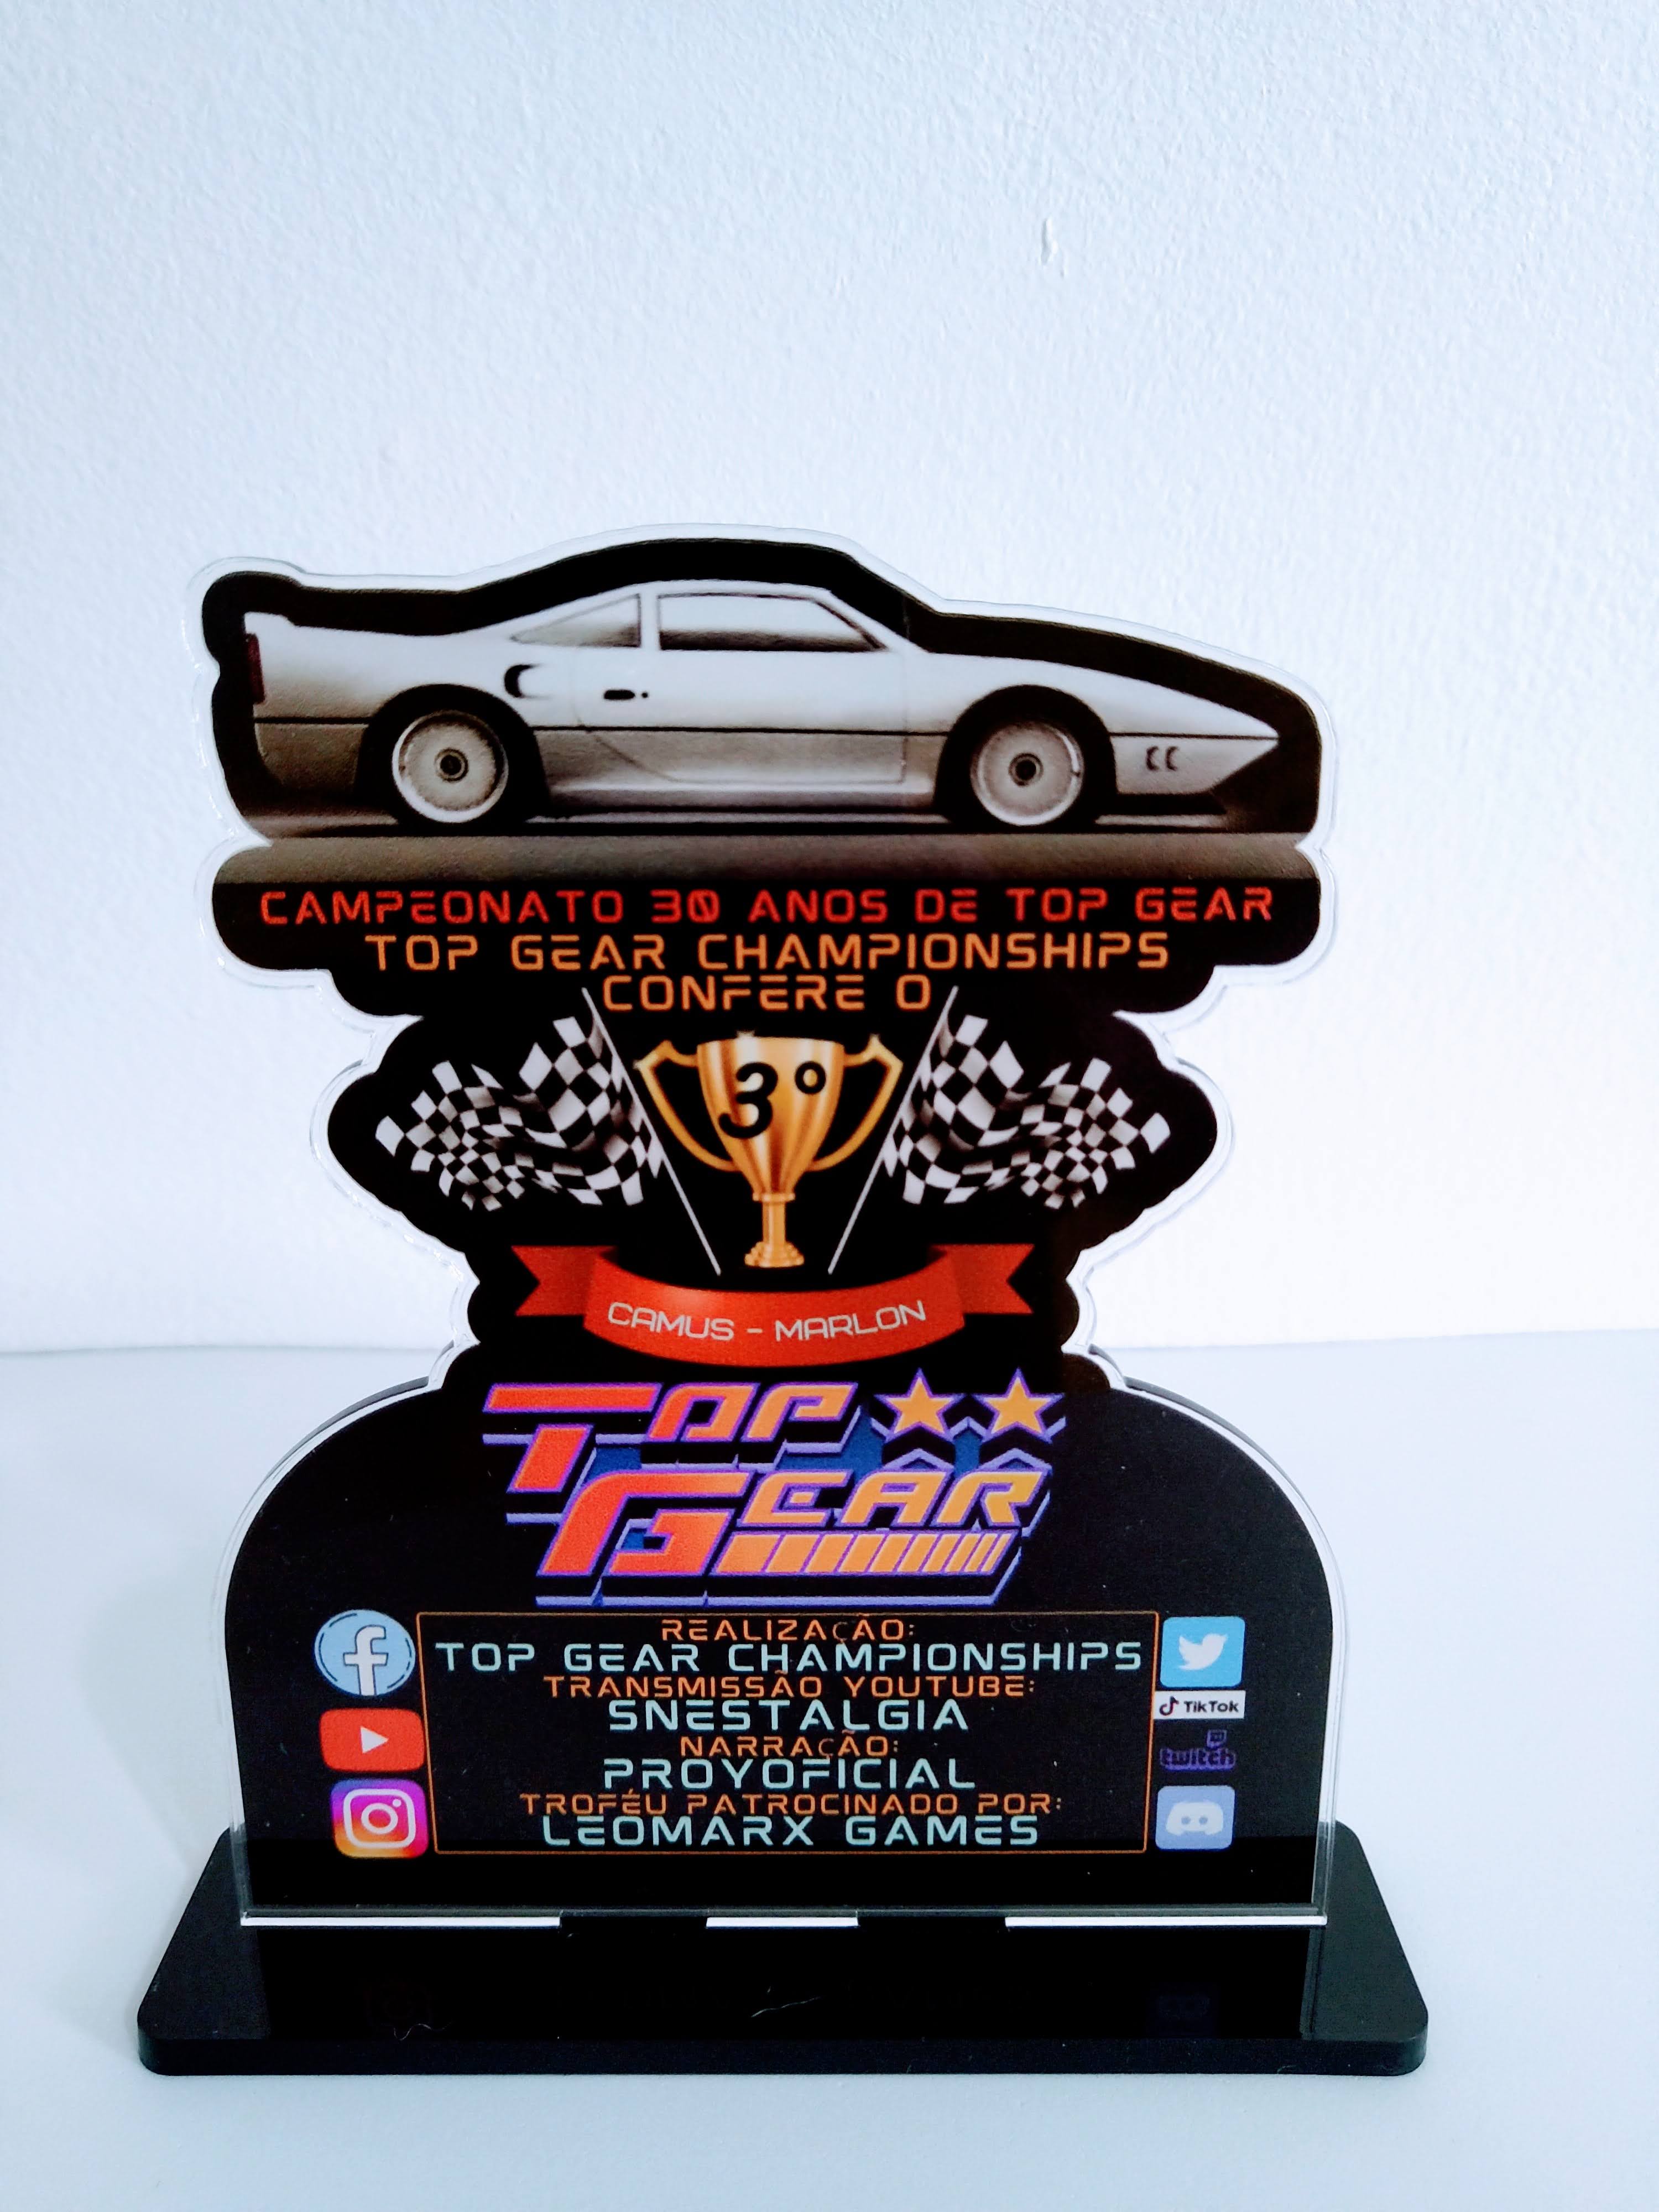 CAMPEONATO 30 ANOS DE TOP GEAR
TOP GEAR CHAMPIONSHIPS
CONFERE O
3º
CAMUS - MARLON
TOP
GEAR
REALIZAÇÃO:
TOP GEAR CHAMPIONSHIPS
TRANSMISSÃO YOUTUBE:
SNESTALGIA
NARRAÇÃO:
PROYOFICIAL
TROFÉU PATROCINADO POR:
LEOMARX GAMES
TikTok
twitch